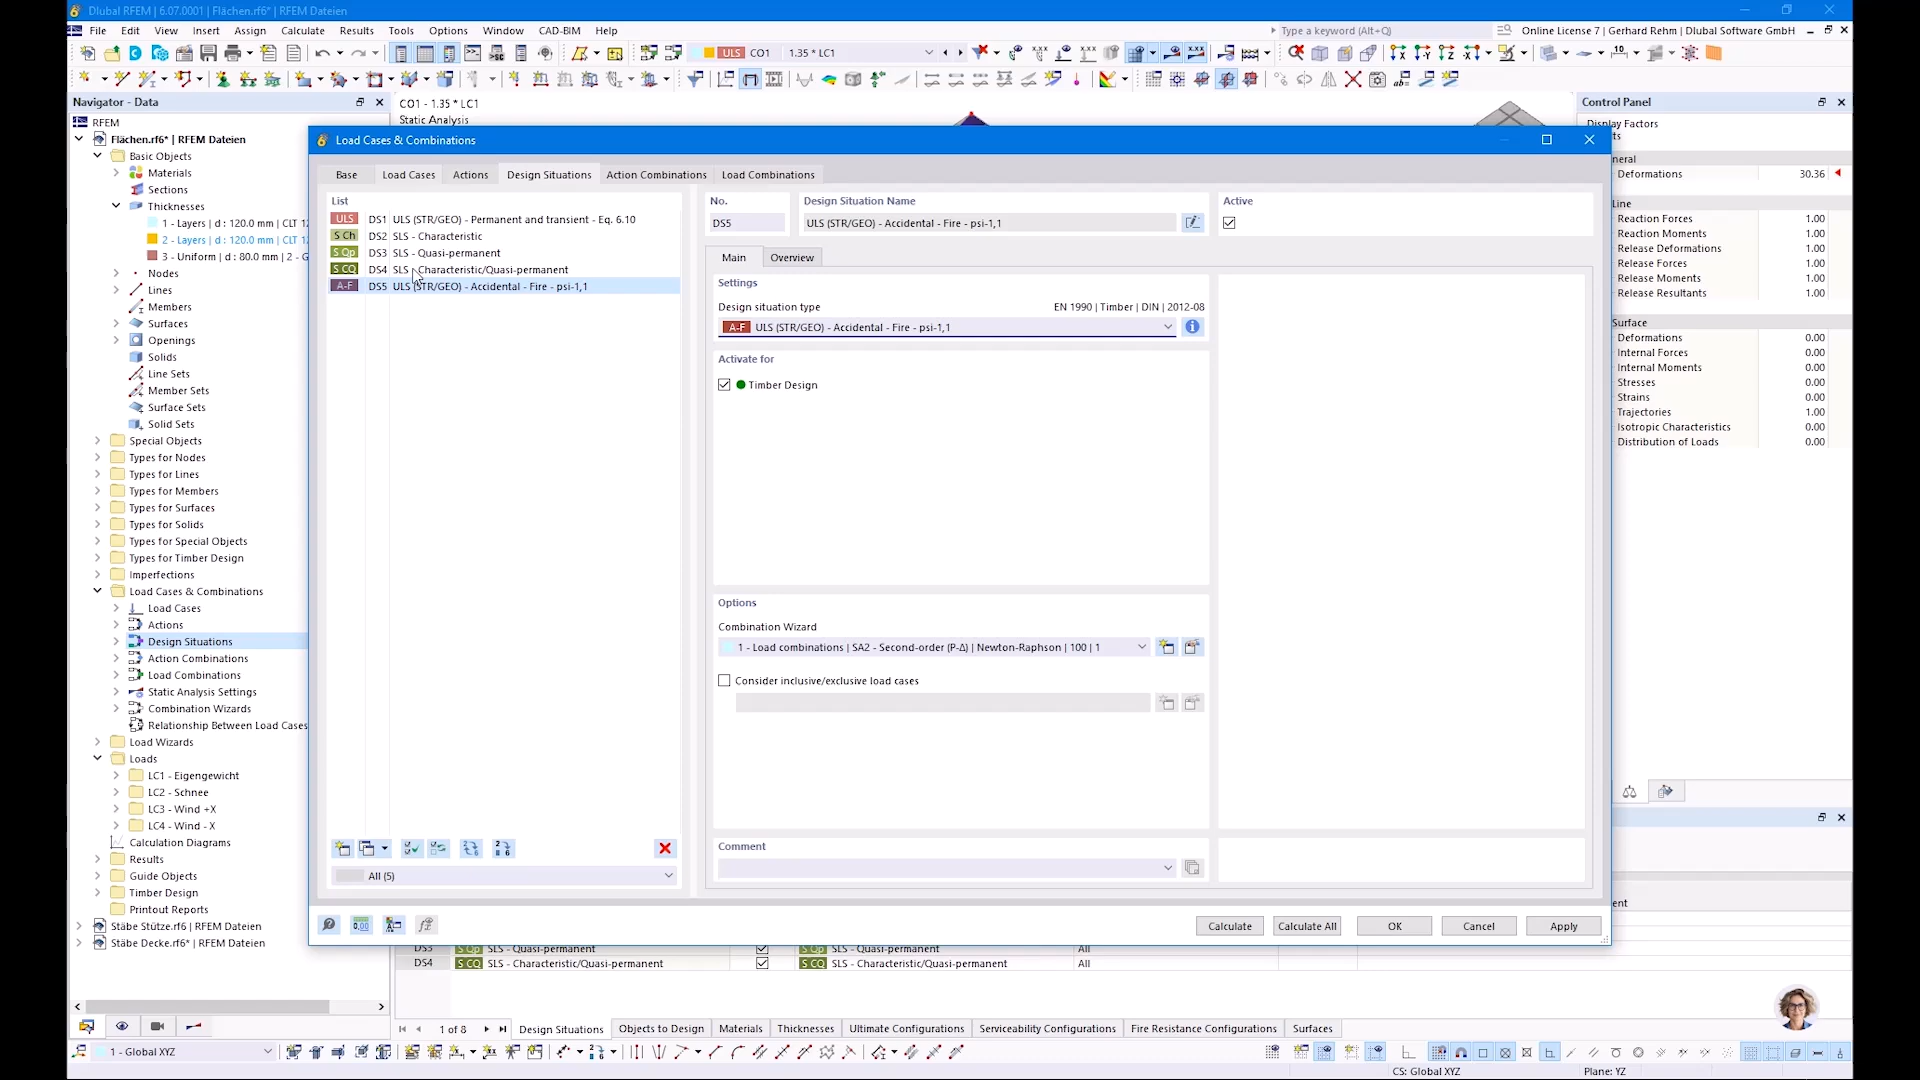 Dlubal RFEM | 6.07.0001 | Flächen.rf6* | RFEM Dateien
File Edit View Insert Assign Calculate Results Tools Options Window CAD-BIM Help
Type a keyword (Alt+Q)
Online License 7 | Gerhard Rehm | Dlubal Software GmbH
ULS CO1 1.35 * LC1
Navigator - Data
RFEM
Flächen.rf6* | RFEM Dateien
Basic Objects
Materials
Sections
Thicknesses
1 - Layers | d : 120.0 mm | CLT 12
2 - Layers | d : 120.0 mm | CLT 12
3 - Uniform | d : 80.0 mm | 2 - G
Nodes
Lines
Members
Surfaces
Openings
Solids
Line Sets
Member Sets
Surface Sets
Solid Sets
Special Objects
Types for Nodes
Types for Lines
Types for Members
Types for Surfaces
Types for Solids
Types for Special Objects
Types for Timber Design
Imperfections
Load Cases & Combinations
Load Cases
Actions
Design Situations
Action Combinations
Load Combinations
Static Analysis Settings
Combination Wizards
Relationship Between Load Cases
Load Wizards
Loads
LC1 - Eigengewicht
LC2 - Schnee
LC3 - Wind +X
LC4 - Wind - X
Calculation Diagrams
Results
Guide Objects
Timber Design
Printout Reports
Stäbe Stütze.rf6 | RFEM Dateien
Stäbe Decke.rf6* | RFEM Dateien
CO1 - 1.35 * LC1
Static Analysis
Load Cases & Combinations
Base Load Cases Actions Design Situations Action Combinations Load Combinations
List
ULS DS1 ULS (STR/GEO) - Permanent and transient - Eq. 6.10
S Ch DS2 SLS - Characteristic
S Qp DS3 SLS - Quasi-permanent
S CQ DS4 SLS - Characteristic/Quasi-permanent
A-F DS5 ULS (STR/GEO) - Accidental - Fire - psi-1,1
All (5)
No.
DS5
Design Situation Name
ULS (STR/GEO) - Accidental - Fire - psi-1,1
Active
Main Overview
Settings
Design situation type
EN 1990 | Timber | DIN | 2012-08
A-F ULS (STR/GEO) - Accidental - Fire - psi-1,1
Activate for
Timber Design
Options
Combination Wizard
1 - Load combinations | SA2 - Second-order (P-Δ) | Newton-Raphson | 100 | 1
Consider inclusive/exclusive load cases
Comment
Calculate Calculate All OK Cancel Apply
Control Panel
Display Factors
ts
neral
Deformations 30.36
Line
Reaction Forces 1.00
Reaction Moments 1.00
Release Deformations 1.00
Release Forces 1.00
Release Moments 1.00
Release Resultants 1.00
Surface
Deformations 0.00
Internal Forces 0.00
Internal Moments 0.00
Stresses 0.00
Strains 0.00
Trajectories 1.00
Isotropic Characteristics 0.00
Distribution of Loads 0.00
ent
DS3 S Qp SLS - Quasi-permanent S Qp SLS - Quasi-permanent All
DS4 S CQ SLS - Characteristic/Quasi-permanent S CQ SLS - Characteristic/Quasi-permanent All
1 of 8 Design Situations Objects to Design Materials Thicknesses Ultimate Configurations Serviceability Configurations Fire Resistance Configurations Surfaces
1 - Global XYZ
CS: Global XYZ Plane: YZ